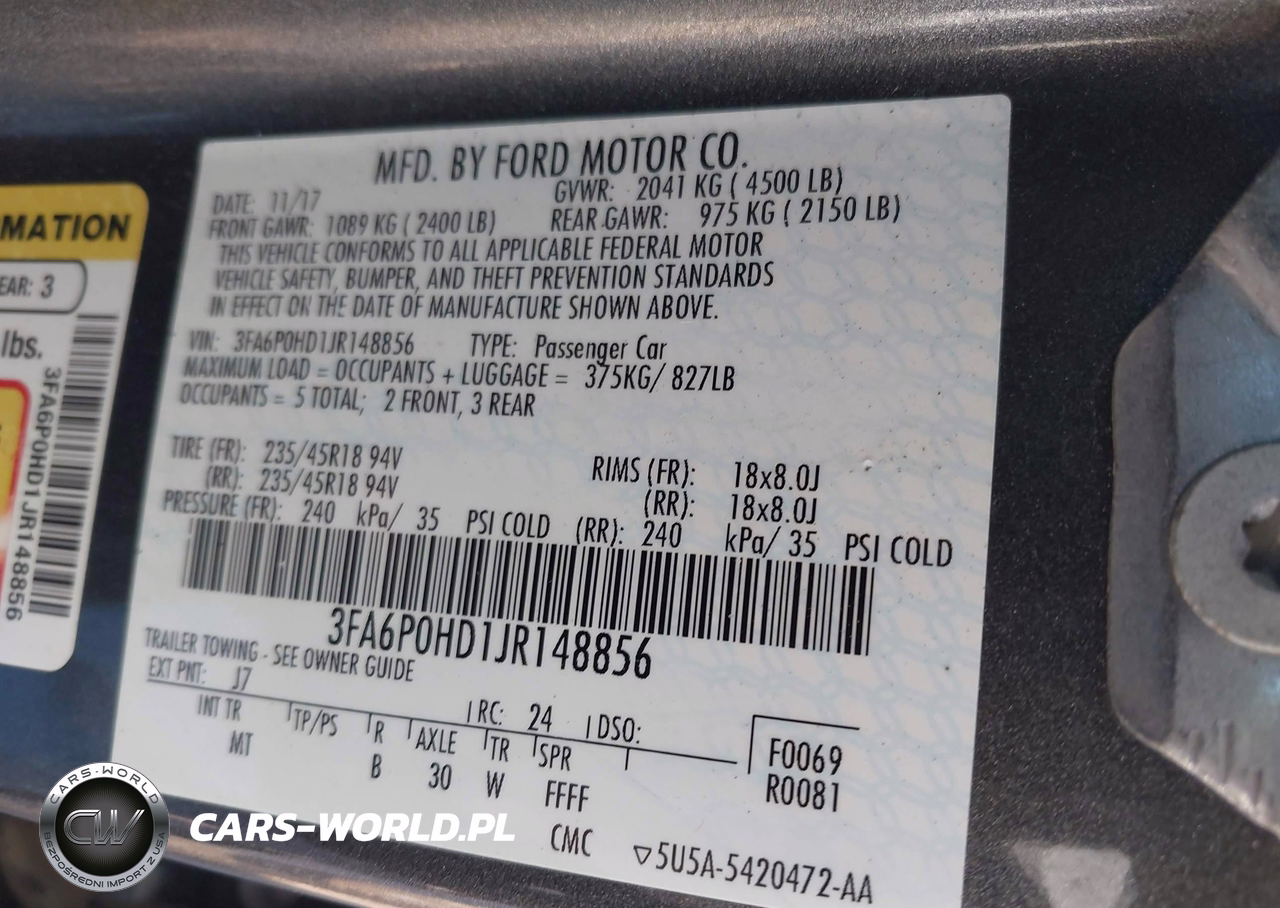 MATION
EAR: 3
lbs.
3FA6P0HD1JR148856
MFD. BY FORD MOTOR CO.
DATE: 11/17 GVWR: 2041 KG ( 4500 LB)
FRONT GAWR: 1089 KG ( 2400 LB) REAR GAWR: 975 KG ( 2150 LB)
THIS VEHICLE CONFORMS TO ALL APPLICABLE FEDERAL MOTOR
VEHICLE SAFETY, BUMPER, AND THEFT PREVENTION STANDARDS
IN EFFECT ON THE DATE OF MANUFACTURE SHOWN ABOVE.
VIN: 3FA6P0HD1JR148856 TYPE: Passenger Car
MAXIMUM LOAD = OCCUPANTS + LUGGAGE = 375KG/ 827LB
OCCUPANTS = 5 TOTAL; 2 FRONT, 3 REAR
TIRE (FR): 235/45R18 94V RIMS (FR): 18x8.0J
(RR): 235/45R18 94V (RR): 18x8.0J
PRESSURE (FR): 240 kPa/ 35 PSI COLD (RR): 240 kPa/ 35 PSI COLD
3FA6P0HD1JR148856
TRAILER TOWING - SEE OWNER GUIDE
EXT PNT: J7 RC: 24 DSO:
INT TR TP/PS R AXLE TR SPR F0069
MT B 30 W FFFF R0081
CMC ▽5U5A-5420472-AA
CARS-WORLD
CW
BEZPOŚREDNI IMPORT Z USA
CARS-WORLD.PL